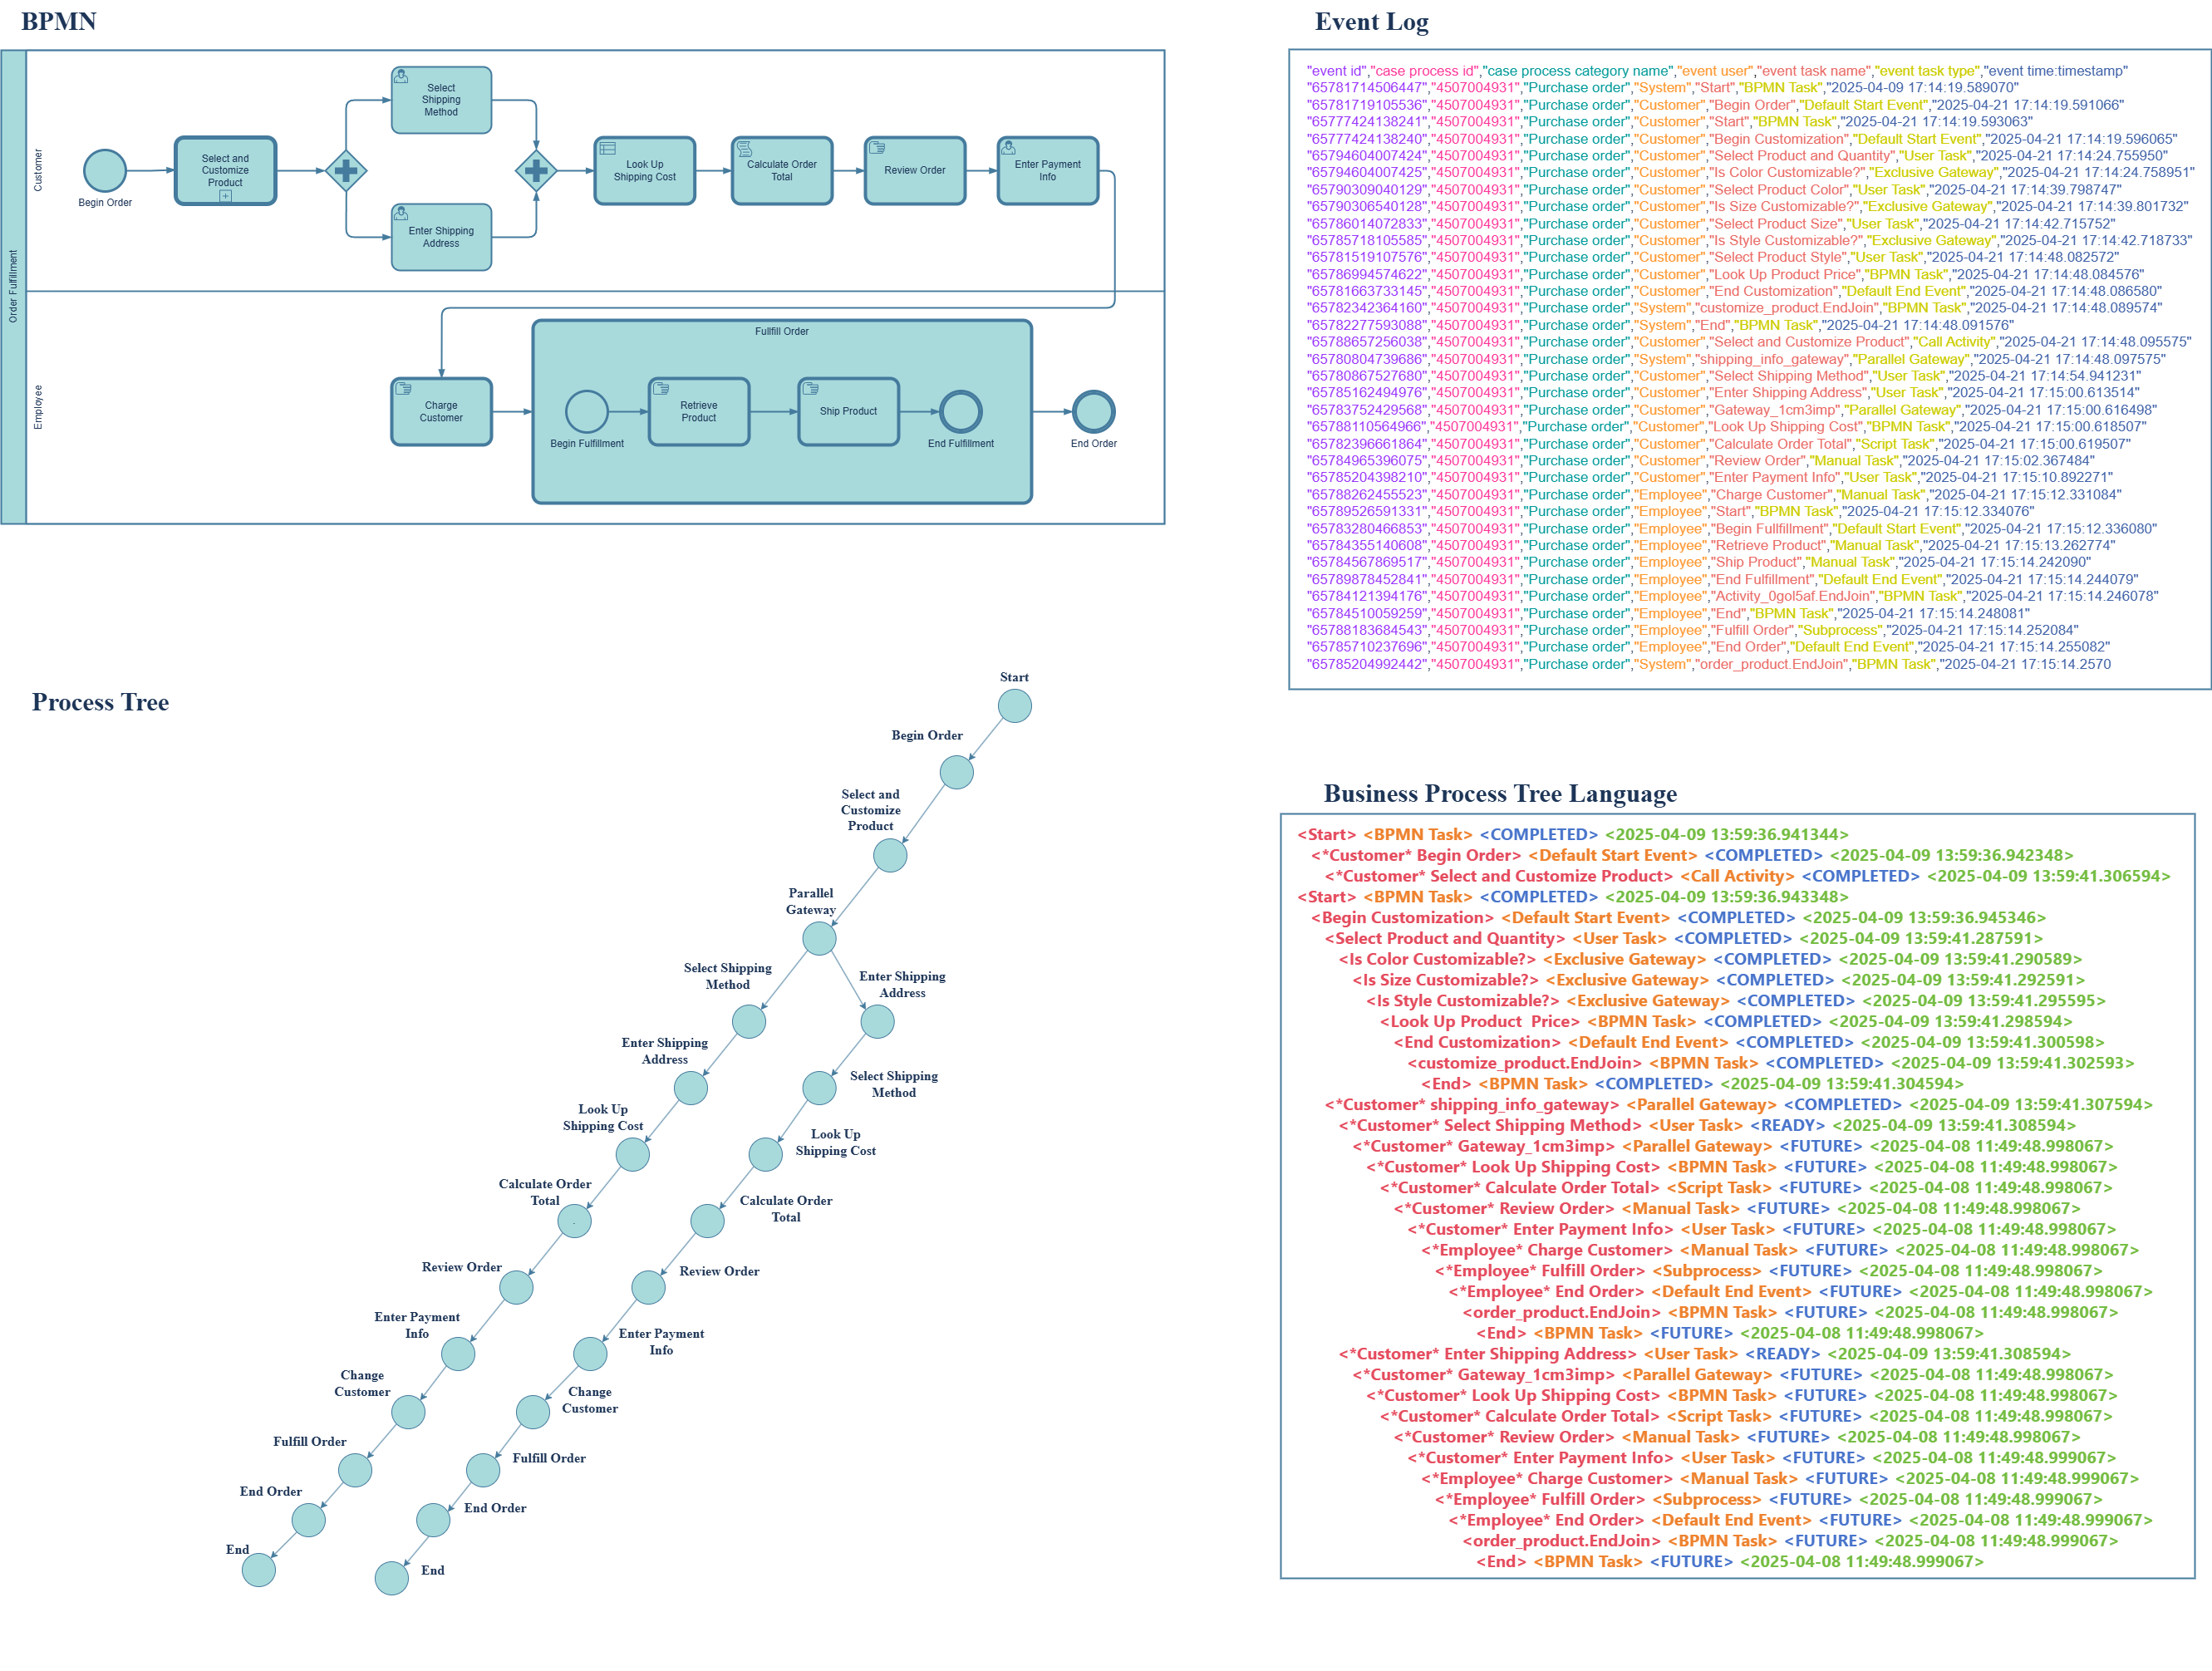 BPMN
Order Fulfillment
Customer
Begin Order
Select and
Customize
Product
Select
Shipping
Method
Enter Shipping
Address
Look Up
Shipping Cost
Calculate Order
Total
Review Order
Enter Payment
Info
Employee
Charge
Customer
Fullfill Order
Begin Fulfillment
Retrieve
Product
Ship Product
End Fulfillment
End Order
Event Log
"event id","case process id","case process category name","event user","event task name","event task type","event time:timestamp"
"65781714506447","4507004931","Purchase order","System","Start","BPMN Task","2025-04-09 17:14:19.589070"
"65781719105536","4507004931","Purchase order","Customer","Begin Order","Default Start Event","2025-04-21 17:14:19.591066"
"65777424138241","4507004931","Purchase order","Customer","Start","BPMN Task","2025-04-21 17:14:19.593063"
"65777424138240","4507004931","Purchase order","Customer","Begin Customization","Default Start Event","2025-04-21 17:14:19.596065"
"65794604007424","4507004931","Purchase order","Customer","Select Product and Quantity","User Task","2025-04-21 17:14:24.755950"
"65794604007425","4507004931","Purchase order","Customer","Is Color Customizable?","Exclusive Gateway","2025-04-21 17:14:24.758951"
"65790309040129","4507004931","Purchase order","Customer","Select Product Color","User Task","2025-04-21 17:14:39.798747"
"65790306540128","4507004931","Purchase order","Customer","Is Size Customizable?","Exclusive Gateway","2025-04-21 17:14:39.801732"
"65786014072833","4507004931","Purchase order","Customer","Select Product Size","User Task","2025-04-21 17:14:42.715752"
"65785718105585","4507004931","Purchase order","Customer","Is Style Customizable?","Exclusive Gateway","2025-04-21 17:14:42.718733"
"65781519107576","4507004931","Purchase order","Customer","Select Product Style","User Task","2025-04-21 17:14:48.082572"
"65786994574622","4507004931","Purchase order","Customer","Look Up Product Price","BPMN Task","2025-04-21 17:14:48.084576"
"65781663733145","4507004931","Purchase order","Customer","End Customization","Default End Event","2025-04-21 17:14:48.086580"
"65782342364160","4507004931","Purchase order","System","customize_product.EndJoin","BPMN Task","2025-04-21 17:14:48.089574"
"65782277593088","4507004931","Purchase order","System","End","BPMN Task","2025-04-21 17:14:48.091576"
"65788657256038","4507004931","Purchase order","Customer","Select and Customize Product","Call Activity","2025-04-21 17:14:48.095575"
"65780804739686","4507004931","Purchase order","System","shipping_info_gateway","Parallel Gateway","2025-04-21 17:14:48.097575"
"65780867527680","4507004931","Purchase order","Customer","Select Shipping Method","User Task","2025-04-21 17:14:54.941231"
"65785162494976","4507004931","Purchase order","Customer","Enter Shipping Address","User Task","2025-04-21 17:15:00.613514"
"65783752429568","4507004931","Purchase order","Customer","Gateway_1cm3imp","Parallel Gateway","2025-04-21 17:15:00.616498"
"65788110564966","4507004931","Purchase order","Customer","Look Up Shipping Cost","BPMN Task","2025-04-21 17:15:00.618507"
"65782396661864","4507004931","Purchase order","Customer","Calculate Order Total","Script Task","2025-04-21 17:15:00.619507"
"65784965396075","4507004931","Purchase order","Customer","Review Order","Manual Task","2025-04-21 17:15:02.367484"
"65785204398210","4507004931","Purchase order","Customer","Enter Payment Info","User Task","2025-04-21 17:15:10.892271"
"65788262455523","4507004931","Purchase order","Employee","Charge Customer","Manual Task","2025-04-21 17:15:12.331084"
"65789526591331","4507004931","Purchase order","Employee","Start","BPMN Task","2025-04-21 17:15:12.334076"
"65783280466853","4507004931","Purchase order","Employee","Begin Fullfillment","Default Start Event","2025-04-21 17:15:12.336080"
"65784355140608","4507004931","Purchase order","Employee","Retrieve Product","Manual Task","2025-04-21 17:15:13.262774"
"65784567869517","4507004931","Purchase order","Employee","Ship Product","Manual Task","2025-04-21 17:15:14.242090"
"65789878452841","4507004931","Purchase order","Employee","End Fulfillment","Default End Event","2025-04-21 17:15:14.244079"
"65784121394176","4507004931","Purchase order","Employee","Activity_0gol5af.EndJoin","BPMN Task","2025-04-21 17:15:14.246078"
"65784510059259","4507004931","Purchase order","Employee","End","BPMN Task","2025-04-21 17:15:14.248081"
"65788183684543","4507004931","Purchase order","Employee","Fulfill Order","Subprocess","2025-04-21 17:15:14.252084"
"65785710237696","4507004931","Purchase order","Employee","End Order","Default End Event","2025-04-21 17:15:14.255082"
"65785204992442","4507004931","Purchase order","System","order_product.EndJoin","BPMN Task","2025-04-21 17:15:14.2570
Process Tree
Start
Begin Order
Select and
Customize
Product
Parallel
Gateway
Select Shipping
Method
Enter Shipping
Address
Enter Shipping
Address
Select Shipping
Method
Look Up
Shipping Cost
Look Up
Shipping Cost
Calculate Order
Total
Calculate Order
Total
Review Order
Review Order
Enter Payment
Info
Enter Payment
Info
Change
Customer
Change
Customer
Fulfill Order
Fulfill Order
End Order
End Order
End
End
Business Process Tree Language
<Start> <BPMN Task> <COMPLETED> <2025-04-09 13:59:36.941344>
<*Customer* Begin Order> <Default Start Event> <COMPLETED> <2025-04-09 13:59:36.942348>
<*Customer* Select and Customize Product> <Call Activity> <COMPLETED> <2025-04-09 13:59:41.306594>
<Start> <BPMN Task> <COMPLETED> <2025-04-09 13:59:36.943348>
<Begin Customization> <Default Start Event> <COMPLETED> <2025-04-09 13:59:36.945346>
<Select Product and Quantity> <User Task> <COMPLETED> <2025-04-09 13:59:41.287591>
<Is Color Customizable?> <Exclusive Gateway> <COMPLETED> <2025-04-09 13:59:41.290589>
<Is Size Customizable?> <Exclusive Gateway> <COMPLETED> <2025-04-09 13:59:41.292591>
<Is Style Customizable?> <Exclusive Gateway> <COMPLETED> <2025-04-09 13:59:41.295595>
<Look Up Product  Price> <BPMN Task> <COMPLETED> <2025-04-09 13:59:41.298594>
<End Customization> <Default End Event> <COMPLETED> <2025-04-09 13:59:41.300598>
<customize_product.EndJoin> <BPMN Task> <COMPLETED> <2025-04-09 13:59:41.302593>
<End> <BPMN Task> <COMPLETED> <2025-04-09 13:59:41.304594>
<*Customer* shipping_info_gateway> <Parallel Gateway> <COMPLETED> <2025-04-09 13:59:41.307594>
<*Customer* Select Shipping Method> <User Task> <READY> <2025-04-09 13:59:41.308594>
<*Customer* Gateway_1cm3imp> <Parallel Gateway> <FUTURE> <2025-04-08 11:49:48.998067>
<*Customer* Look Up Shipping Cost> <BPMN Task> <FUTURE> <2025-04-08 11:49:48.998067>
<*Customer* Calculate Order Total> <Script Task> <FUTURE> <2025-04-08 11:49:48.998067>
<*Customer* Review Order> <Manual Task> <FUTURE> <2025-04-08 11:49:48.998067>
<*Customer* Enter Payment Info> <User Task> <FUTURE> <2025-04-08 11:49:48.998067>
<*Employee* Charge Customer> <Manual Task> <FUTURE> <2025-04-08 11:49:48.998067>
<*Employee* Fulfill Order> <Subprocess> <FUTURE> <2025-04-08 11:49:48.998067>
<*Employee* End Order> <Default End Event> <FUTURE> <2025-04-08 11:49:48.998067>
<order_product.EndJoin> <BPMN Task> <FUTURE> <2025-04-08 11:49:48.998067>
<End> <BPMN Task> <FUTURE> <2025-04-08 11:49:48.998067>
<*Customer* Enter Shipping Address> <User Task> <READY> <2025-04-09 13:59:41.308594>
<*Customer* Gateway_1cm3imp> <Parallel Gateway> <FUTURE> <2025-04-08 11:49:48.998067>
<*Customer* Look Up Shipping Cost> <BPMN Task> <FUTURE> <2025-04-08 11:49:48.998067>
<*Customer* Calculate Order Total> <Script Task> <FUTURE> <2025-04-08 11:49:48.998067>
<*Customer* Review Order> <Manual Task> <FUTURE> <2025-04-08 11:49:48.998067>
<*Customer* Enter Payment Info> <User Task> <FUTURE> <2025-04-08 11:49:48.999067>
<*Employee* Charge Customer> <Manual Task> <FUTURE> <2025-04-08 11:49:48.999067>
<*Employee* Fulfill Order> <Subprocess> <FUTURE> <2025-04-08 11:49:48.999067>
<*Employee* End Order> <Default End Event> <FUTURE> <2025-04-08 11:49:48.999067>
<order_product.EndJoin> <BPMN Task> <FUTURE> <2025-04-08 11:49:48.999067>
<End> <BPMN Task> <FUTURE> <2025-04-08 11:49:48.999067>